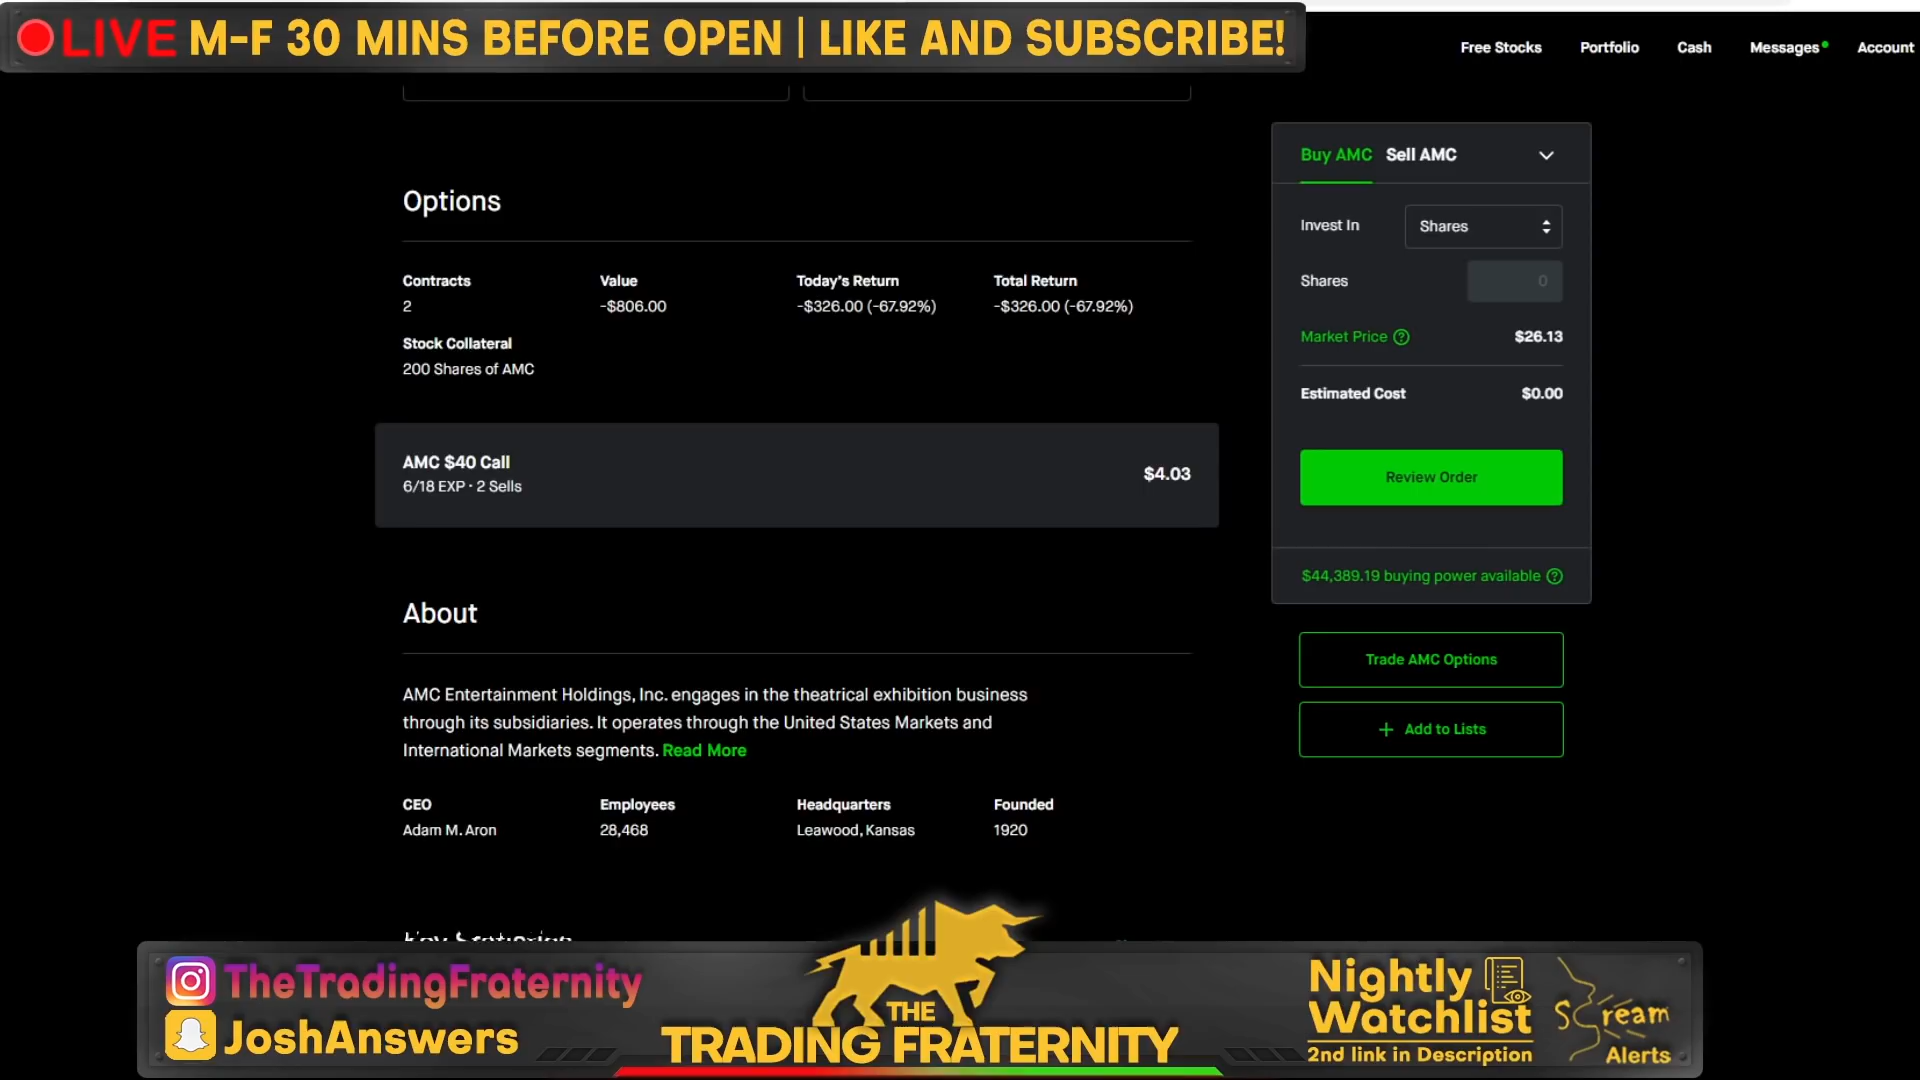 LIVE M-F 30 MINS BEFORE OPEN | LIKE AND SUBSCRIBE!
Free Stocks Portfolio Cash Messages Account
Buy AMC Sell AMC
Options
Invest In Shares
Contracts Value Today's Return Total Return
Shares 0
2 -$806.00 -$326.00 (-67.92%) -$326.00 (-67.92%)
Market Price $26.13
Stock Collateral
200 Shares of AMC
Estimated Cost $0.00
AMC $40 Call
6/18 EXP · 2 Sells
$4.03
Review Order
$44,389.19 buying power available
About
Trade AMC Options
AMC Entertainment Holdings, Inc. engages in the theatrical exhibition business
through its subsidiaries. It operates through the United States Markets and
International Markets segments. Read More
+ Add to Lists
CEO Employees Headquarters Founded
Adam M. Aron 28,468 Leawood, Kansas 1920
TheTradingFraternity
JoshAnswers
THE
TRADING FRATERNITY
Nightly
Watchlist
2nd link in Description
Scream
Alerts